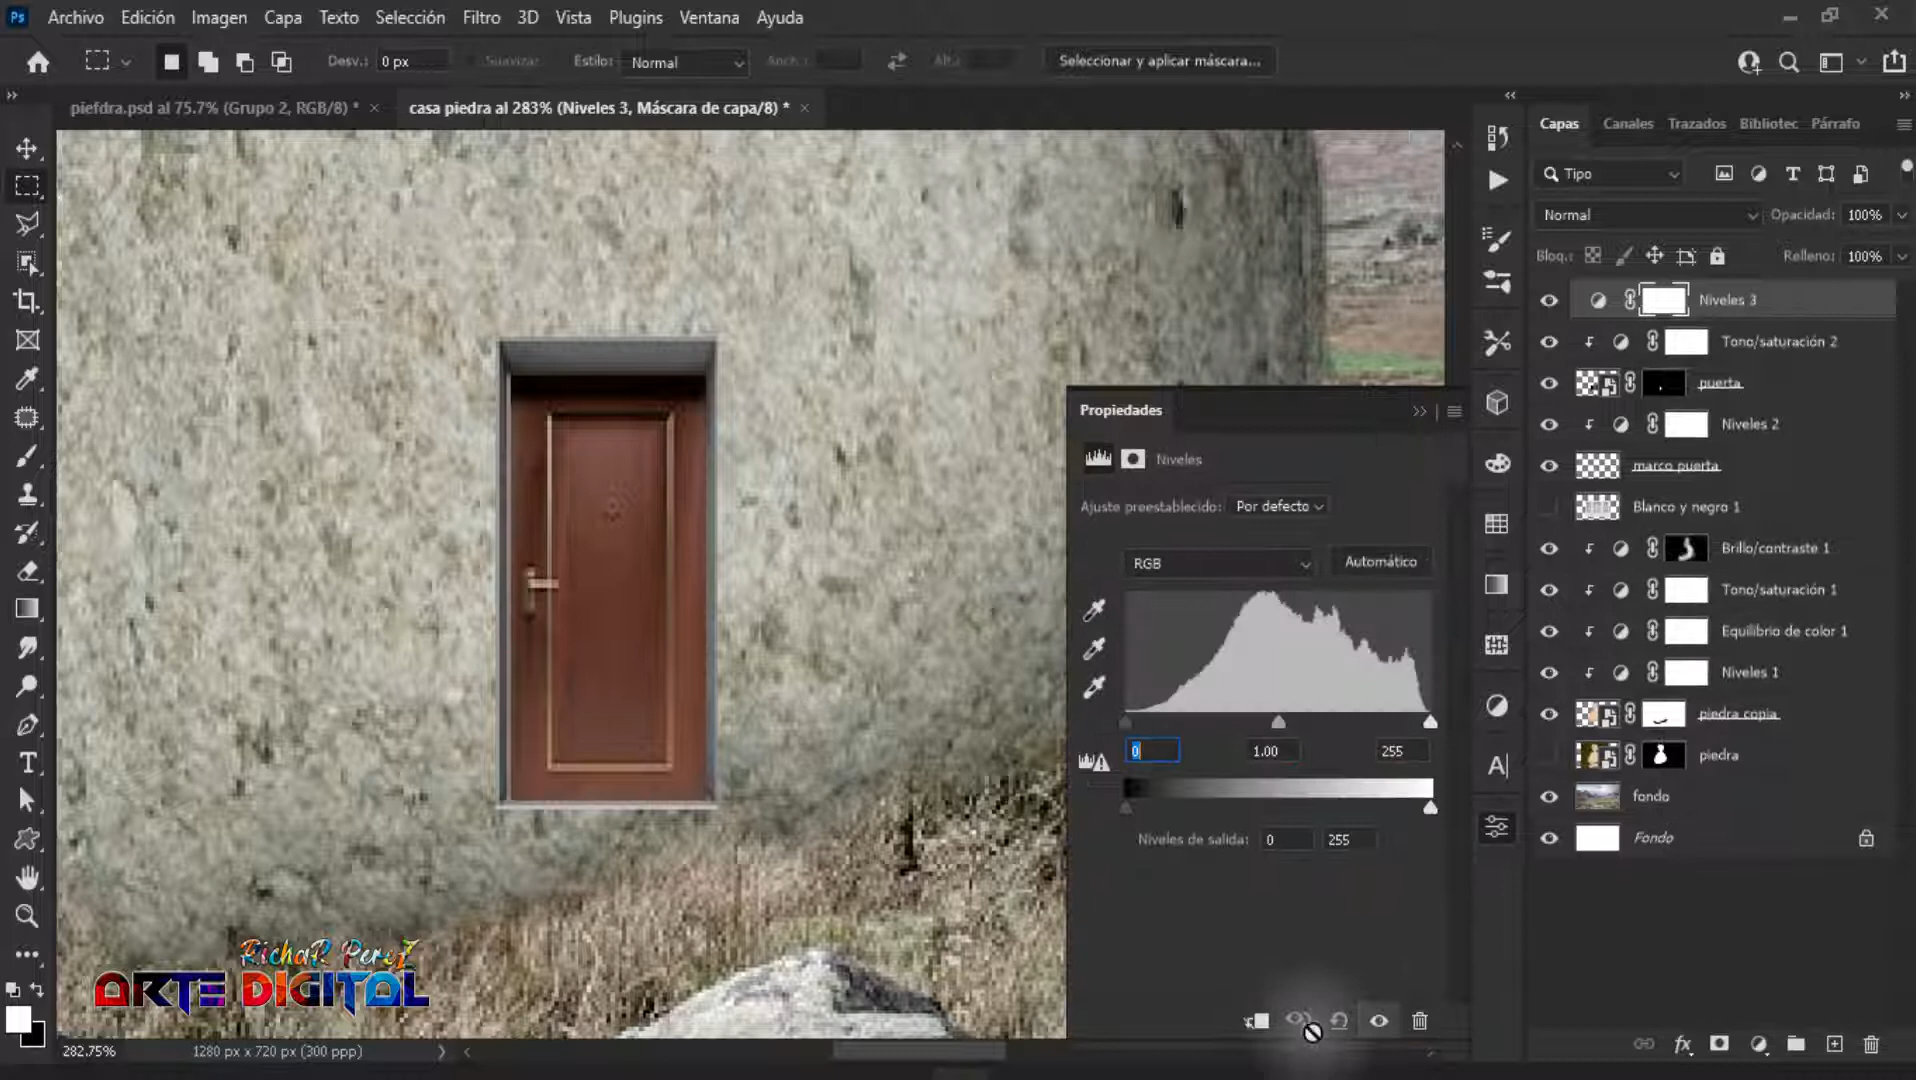 Ps Archivo Edición Imagen Capa Texto Selección Filtro 3D Vista Plugins Ventana Ayuda
Desv.: 0 px Suavizar Estilo: Normal Anch.: Alt.: Seleccionar y aplicar máscara...
piefdra.psd al 75.7% (Grupo 2, RGB/8) * × casa piedra al 283% (Niveles 3, Máscara de capa/8) * ×
Capas Canales Trazados Bibliotec Párrafo
Tipo
Normal Opacidad: 100%
Bloq.: Relleno: 100%
Niveles 3
Tono/saturación 2
puerta
Niveles 2
marco puerta
Blanco y negro 1
Brillo/contraste 1
Tono/saturación 1
Equilibrio de color 1
Niveles 1
piedra copia
piedra
fondo
Fondo
Propiedades
Niveles
Ajuste preestablecido: Por defecto
RGB Automático
0 1.00 255
Niveles de salida: 0 255
RichaR PereZ
ARTE DIGITAL
282.75% 1280 px x 720 px (300 ppp)